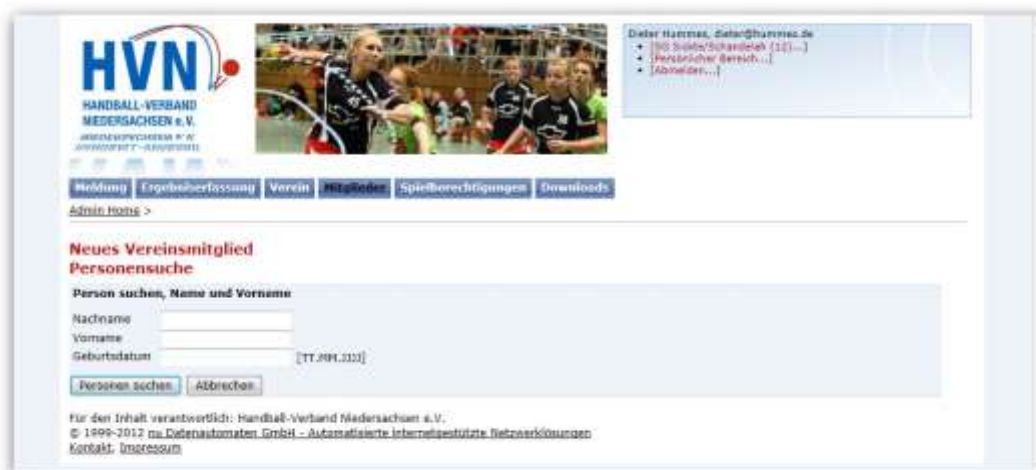 HVN
HANDBALL-VERBAND
NIEDERSACHSEN e. V.
Dieter Hummes, dieter@hummes.de
[SG Sickte/Schandelah (12)...]
[Persönlicher Bereich...]
[Abmelden...]
Meldung Ergebniserfassung Verein Mitglieder Spielberechtigungen Downloads
Admin Home >
Neues Vereinsmitglied
Personensuche
Person suchen, Name und Vorname
Nachname
Vorname
Geburtsdatum [TT.MM.JJJJ]
Personen suchen Abbrechen
Für den Inhalt verantwortlich: Handball-Verband Niedersachsen e.V.
© 1999-2012 nu Datenautomaten GmbH - Automatisierte internetgestützte Netzwerklösungen
Kontakt, Impressum